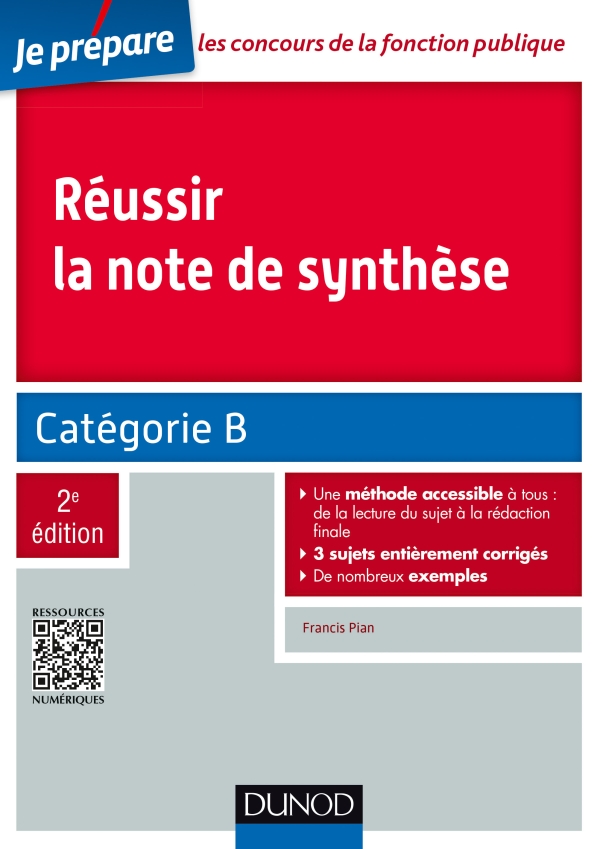 Je prépare les concours de la fonction publique
Réussir
la note de synthèse
Catégorie B
2e
édition
Une méthode accessible à tous :
de la lecture du sujet à la rédaction
finale
3 sujets entièrement corrigés
De nombreux exemples
Francis Pian
RESSOURCES
NUMÉRIQUES
DUNOD